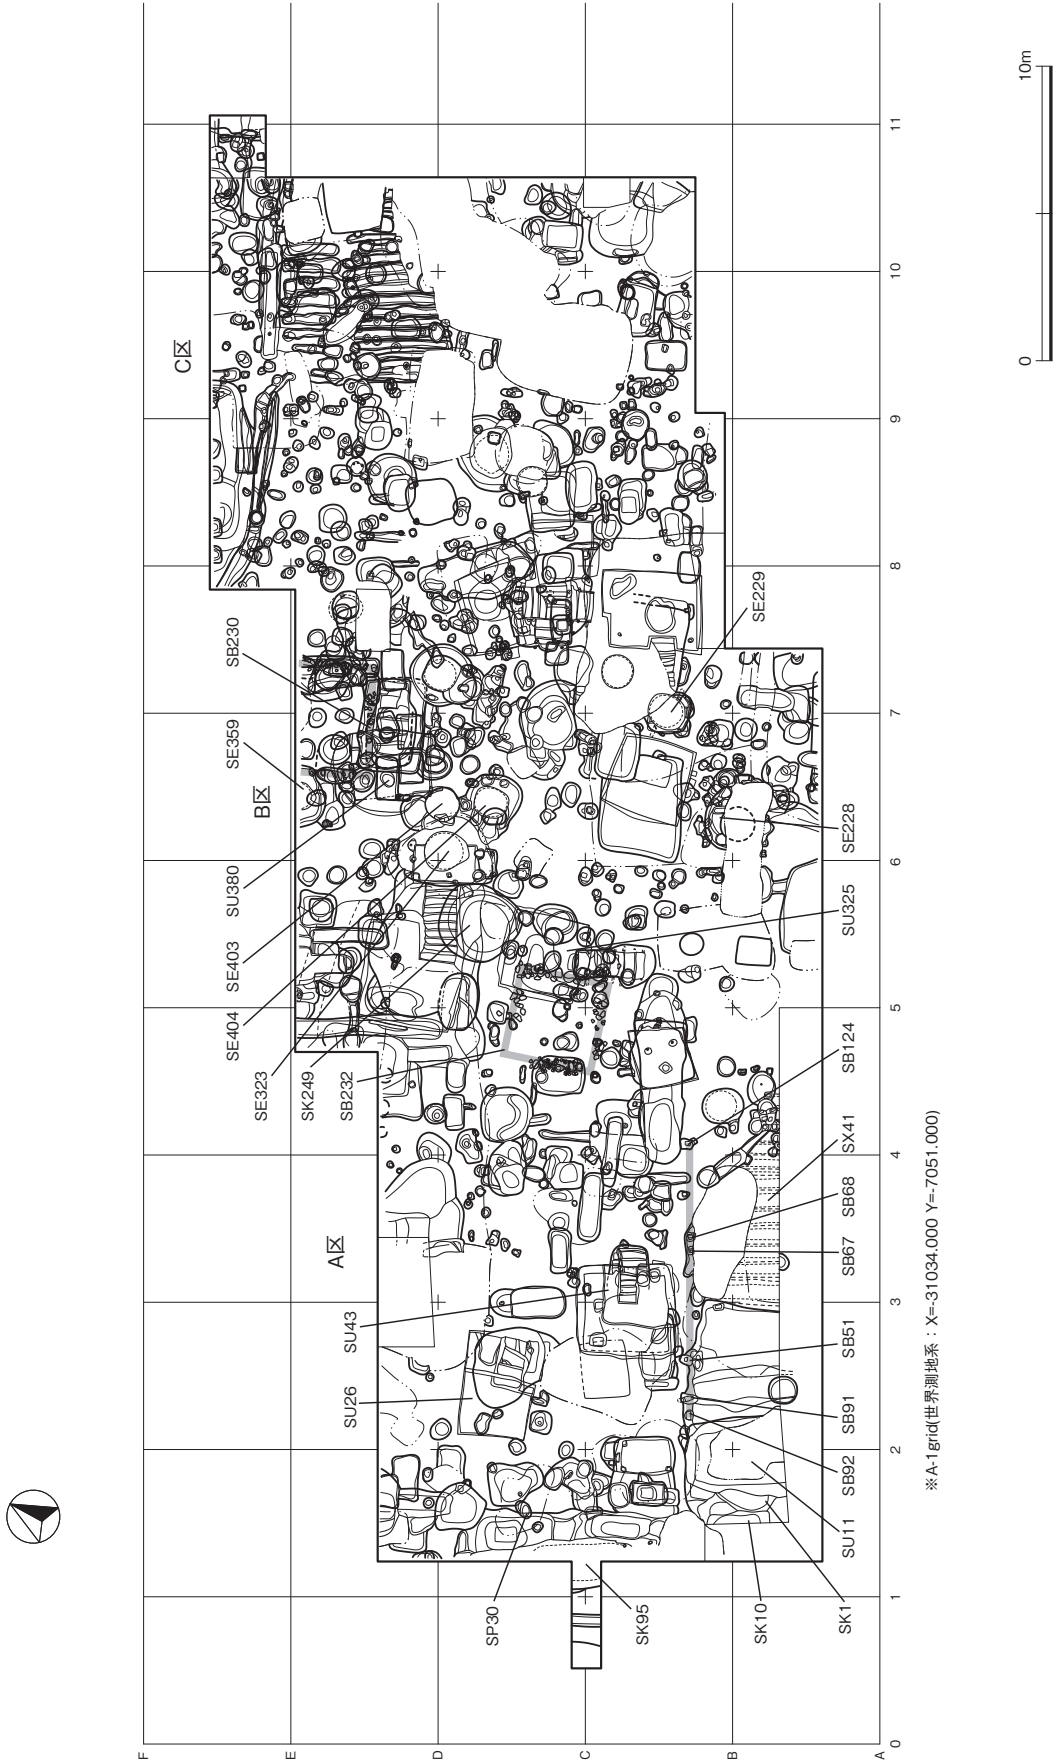 10m
0
11
10
9
8
7
6
5
4
3
2
1
0
F
E
D
C
B
A
C区
B区
A区
SB230
SE359
SU380
SE403
SE404
SE323
SK249
SB232
SU43
SU26
SP30
SK95
SK10
SK1
SU11
SB92
SB91
SB51
SB67
SB68
SX41
SB124
SU325
SE228
SE229
※A-1grid(世界測地系：X=-31034.000 Y=-7051.000)